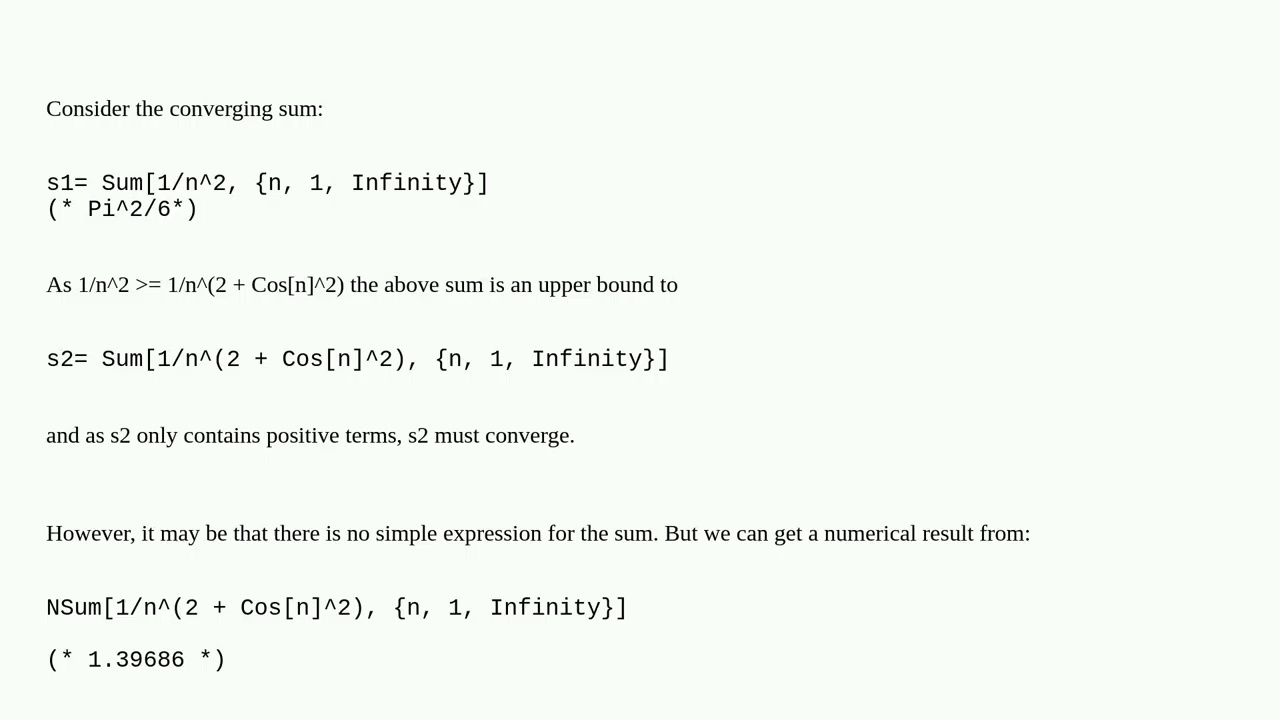 Consider the converging sum:
s1= Sum[1/n^2, {n, 1, Infinity}]
(* Pi^2/6*)
As 1/n^2 >= 1/n^(2 + Cos[n]^2) the above sum is an upper bound to
s2= Sum[1/n^(2 + Cos[n]^2), {n, 1, Infinity}]
and as s2 only contains positive terms, s2 must converge.
However, it may be that there is no simple expression for the sum. But we can get a numerical result from:
NSum[1/n^(2 + Cos[n]^2), {n, 1, Infinity}]
(* 1.39686 *)